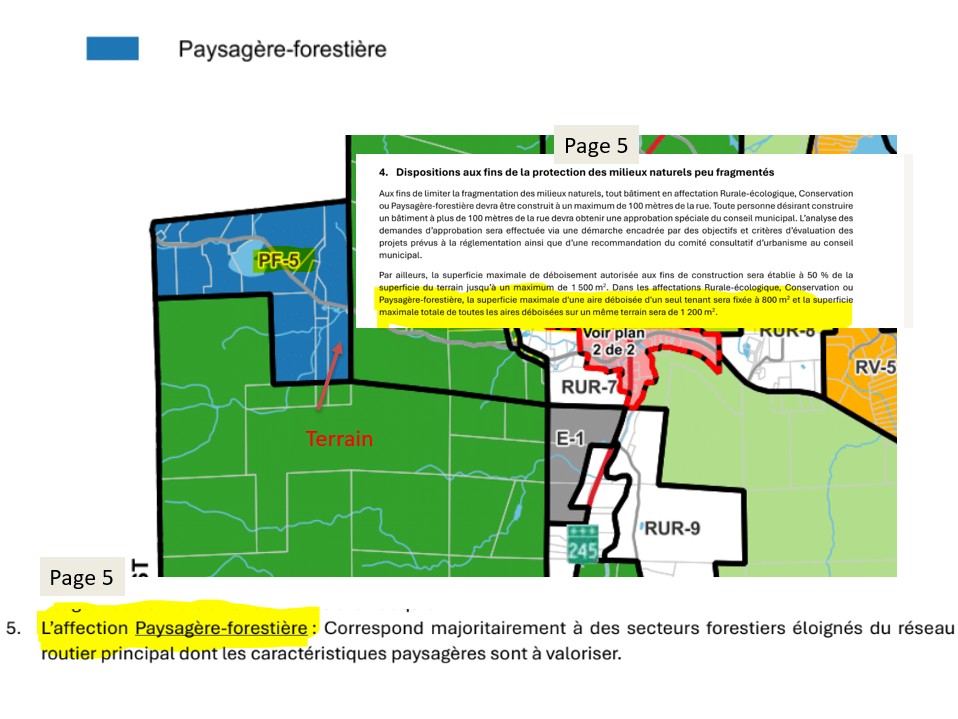 Paysagère-forestière
Page 5
4. Dispositions aux fins de la protection des milieux naturels peu fragmentés
Aux fins de limiter la fragmentation des milieux naturels, tout bâtiment en affectation Rurale-écologique, Conservation
ou Paysagère-forestière devra être construit à un maximum de 100 mètres de la rue. Toute personne désirant construire
un bâtiment à plus de 100 mètres de la rue devra obtenir une approbation spéciale du conseil municipal. L'analyse des
demandes d'approbation sera effectuée via une démarche encadrée par des objectifs et critères d'évaluation des
projets prévus à la réglementation ainsi que d'une recommandation du comité consultatif d'urbanisme au conseil
municipal.
Par ailleurs, la superficie maximale de déboisement autorisée aux fins de construction sera établie à 50 % de la
superficie du terrain jusqu'à un maximum de 1 500 m². Dans les affectations Rurale-écologique, Conservation ou
Paysagère-forestière, la superficie maximale d'une aire déboisée d'un seul tenant sera fixée à 800 m² et la superficie
maximale totale de toutes les aires déboisées sur un même terrain sera de 1 200 m².
PF-5
Voir plan
2 de 2
RUR-8
RV-5
RUR-7
Terrain
E-1
RUR-9
245
ST
Page 5
5. L'affection Paysagère-forestière : Correspond majoritairement à des secteurs forestiers éloignés du réseau
routier principal dont les caractéristiques paysagères sont à valoriser.